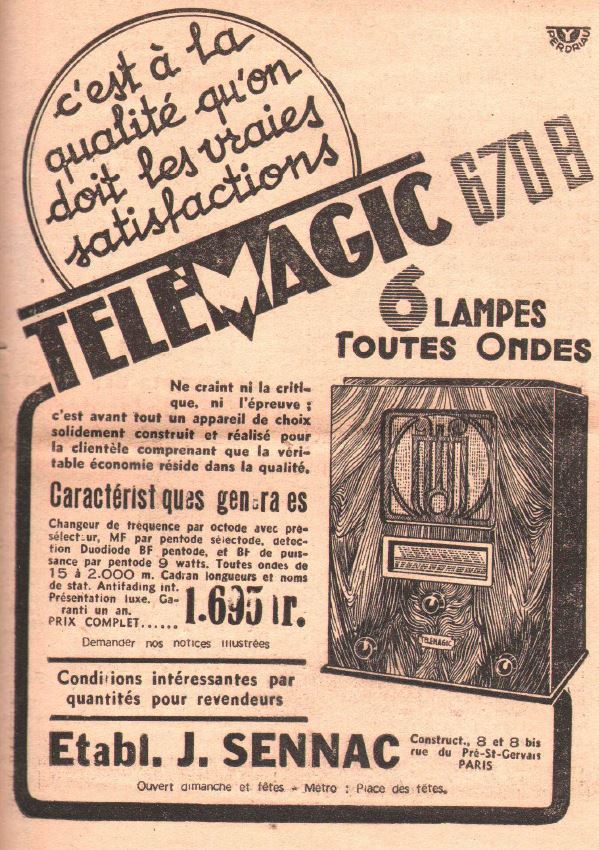 Y
PERDRIAU
c'est à la
qualité qu'on
doit les vraies
satisfactions
TELEMAGIC 670 B
6 LAMPES
TOUTES ONDES
Ne craint ni la criti-
que, ni l'épreuve ;
c'est avant tout un appareil de choix
solidement construit et réalisé pour
la clientèle comprenant que la véri-
table économie réside dans la qualité.
Caractéristiques générales
Changeur de fréquence par octode avec pré-
sélecteur, MF par pentode sélectode, détec-
tion Duodiode BF pentode, et BF de puis-
sance par pentode 9 watts. Toutes ondes de
15 à 2.000 m. Cadran longueurs et noms
de stat. Antifading int.
Présentation luxe. Ga-
ranti un an.
PRIX COMPLET...... 1.695 fr.
Demander nos notices illustrées
Conditions intéressantes par
quantités pour revendeurs
TELEMAGIC
Etabl. J. SENNAC
Construct., 8 et 8 bis
rue du Pré-St-Gervais
PARIS
Ouvert dimanche et fêtes - Métro : Place des fêtes.